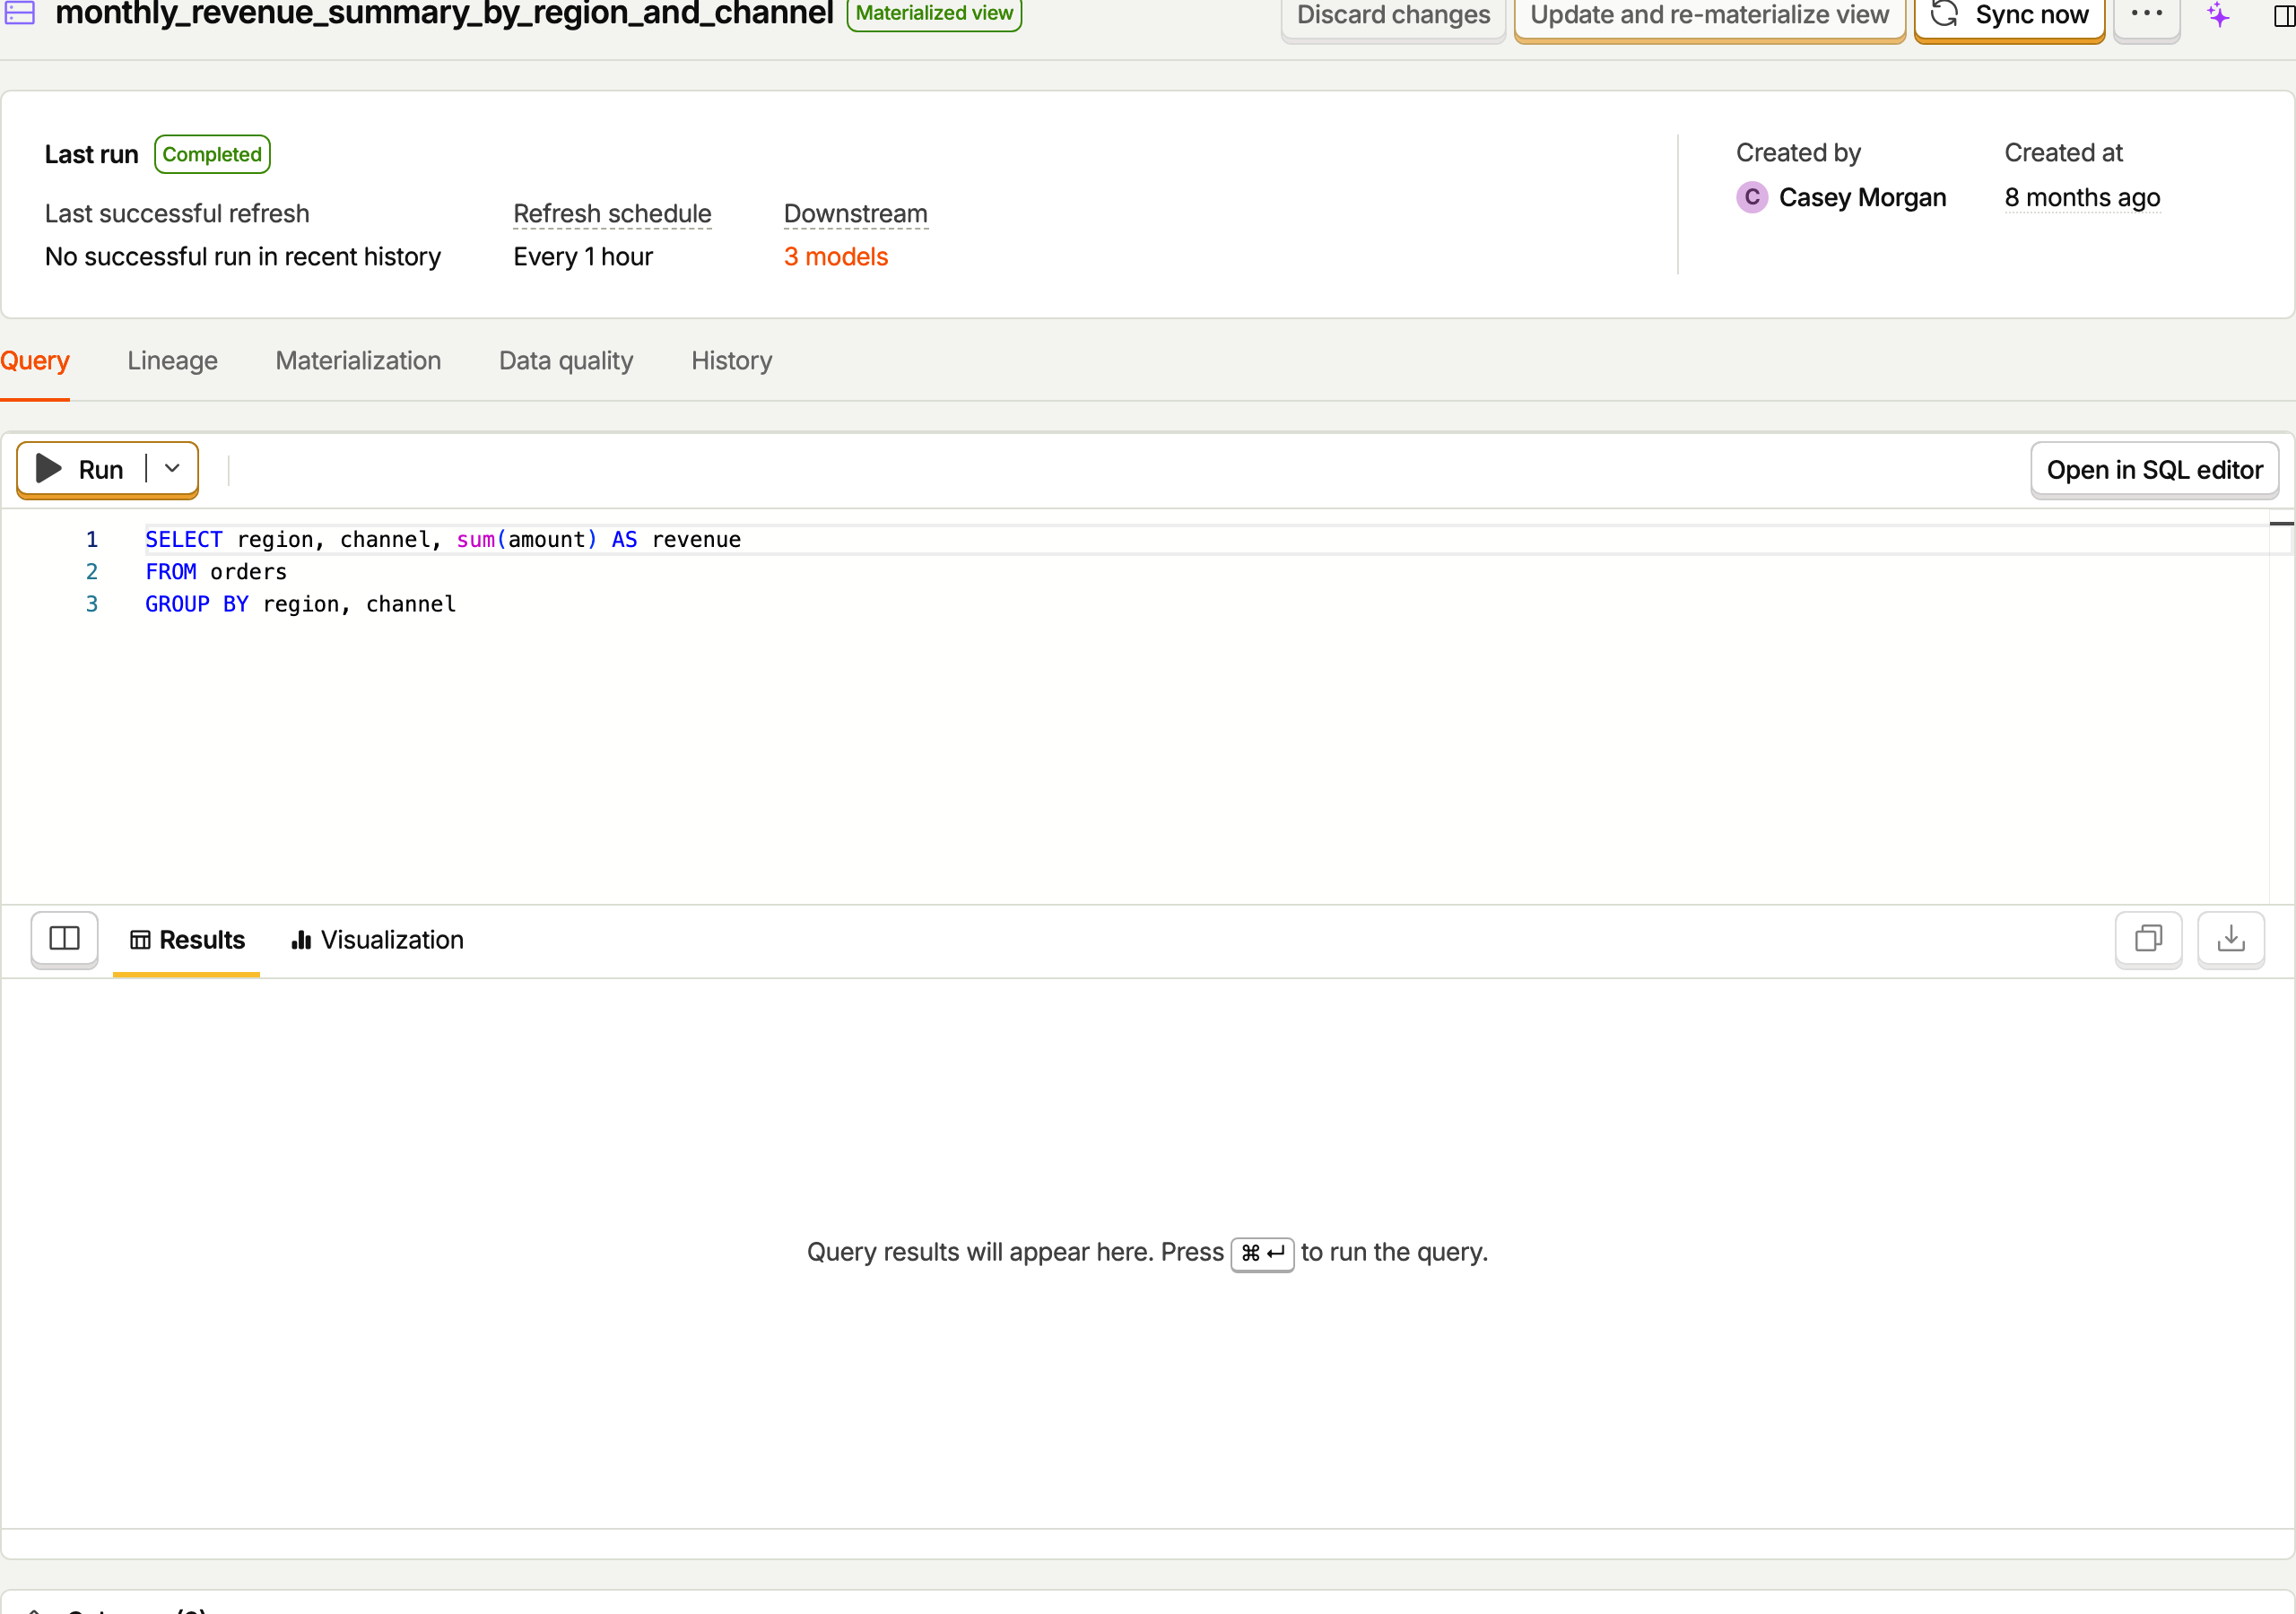 monthly_revenue_summary_by_region_and_channel Materialized view Discard changes Update and re-materialize view Sync now
Last run Completed
Created by Created at
C Casey Morgan 8 months ago
Last successful refresh Refresh schedule Downstream
No successful run in recent history Every 1 hour 3 models
Query Lineage Materialization Data quality History
Run Open in SQL editor
1 SELECT region, channel, sum(amount) AS revenue
2 FROM orders
3 GROUP BY region, channel
Results Visualization
Query results will appear here. Press ⌘ ↵ to run the query.